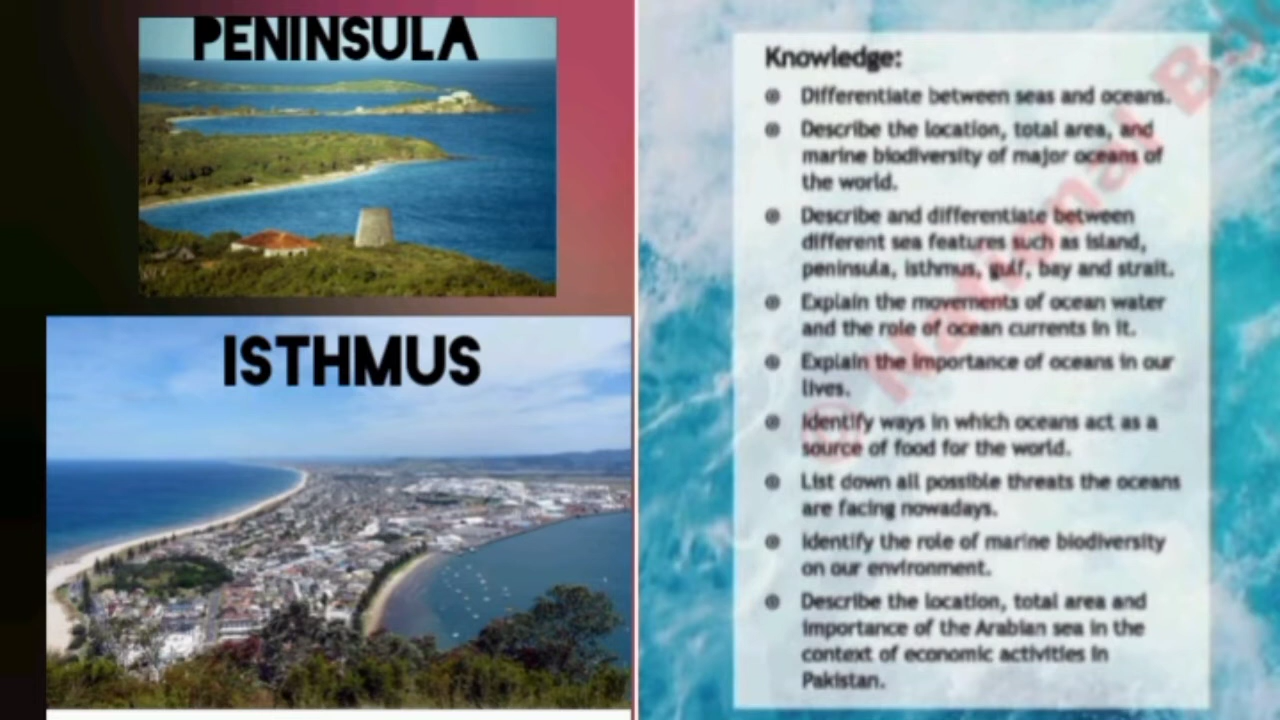 PENINSULA
ISTHMUS
Knowledge:
Differentiate between seas and oceans.
Describe the location, total area, and
marine biodiversity of major oceans of
the world.
Describe and differentiate between
different sea features such as island,
peninsula, isthmus, gulf, bay and strait.
Explain the movements of ocean water
and the role of ocean currents in it.
Explain the importance of oceans in our
lives.
Identify ways in which oceans act as a
source of food for the world.
List down all possible threats the oceans
are facing nowadays.
Identify the role of marine biodiversity
on our environment.
Describe the location, total area and
importance of the Arabian sea in the
context of economic activities in
Pakistan.
© National